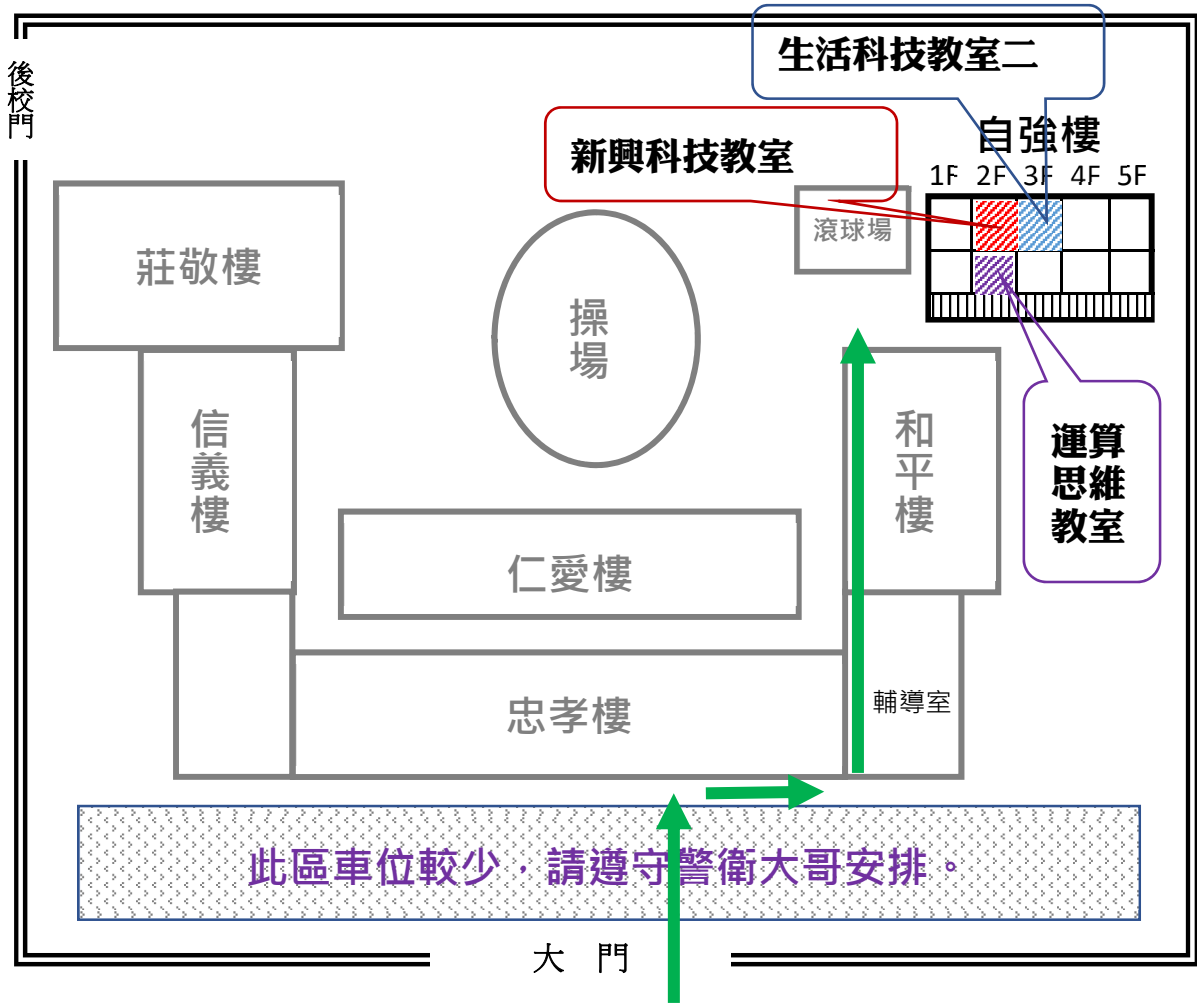 後校門
生活科技教室二
自強樓
新興科技教室
1F 2F 3F 4F 5F
滾球場
莊敬樓
操場
信義樓
和平樓
運算
思維
教室
仁愛樓
忠孝樓
輔導室
此區車位較少，請遵守警衛大哥安排。
大 門